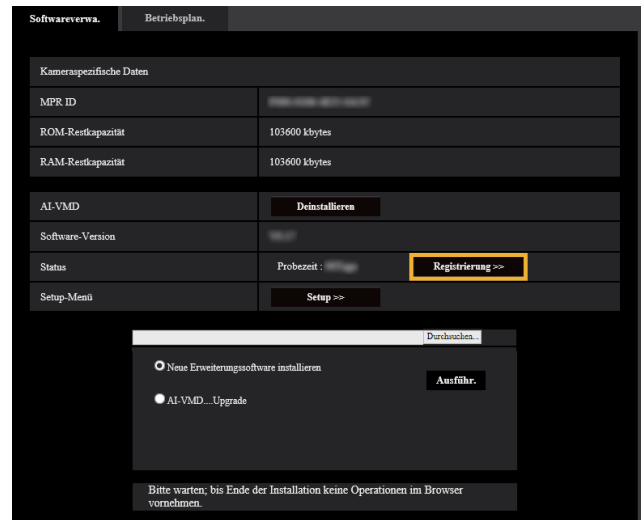 Softwareverwa. Betriebsplan.
Kameraspezifische Daten
MPR ID
ROM-Restkapazität 103600 kbytes
RAM-Restkapazität 103600 kbytes
AI-VMD Deinstallieren
Software-Version
Status Probezeit : Registrierung >>
Setup-Menü Setup >>
Durchsuchen...
Neue Erweiterungssoftware installieren
Ausführ.
AI-VMD....Upgrade
Bitte warten; bis Ende der Installation keine Operationen im Browser
vornehmen.